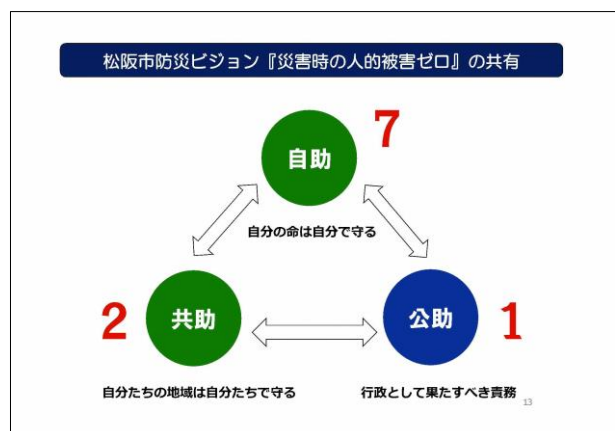 松阪市防災ビジョン『災害時の人的被害ゼロ』の共有
自助
7
自分の命は自分で守る
2
共助
公助
1
自分たちの地域は自分たちで守る
行政として果たすべき責務
13